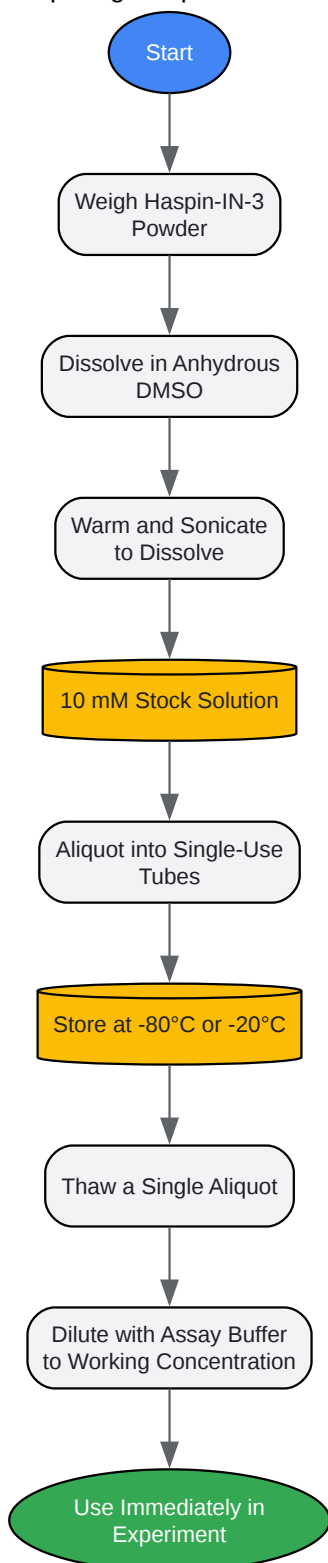 Start
Weigh Haspin-IN-3
Powder
Dissolve in Anhydrous
DMSO
Warm and Sonicate
to Dissolve
10 mM Stock Solution
Aliquot into Single-Use
Tubes
Store at -80°C or -20°C
Thaw a Single Aliquot
Dilute with Assay Buffer
to Working Concentration
Use Immediately in
Experiment